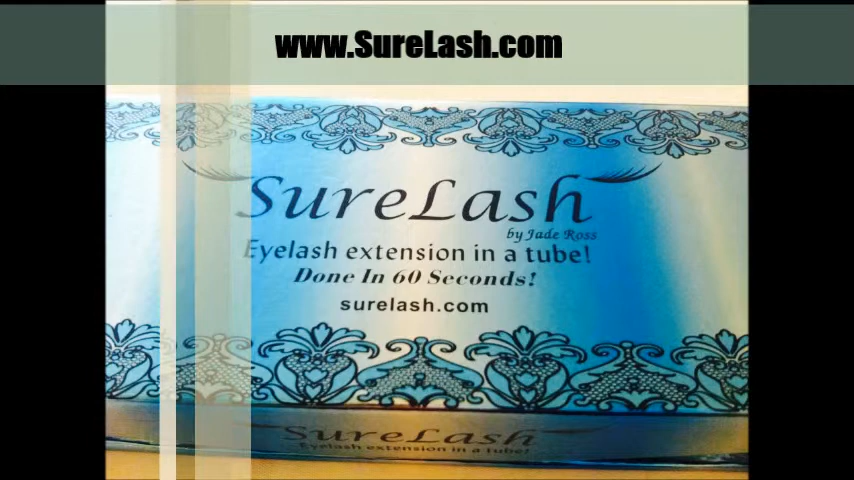 www.SureLash.com
SureLash
by Jade Ross
Eyelash extension in a tube!
Done In 60 Seconds!
surelash.com
SureLash
Eyelash extension in a tube!